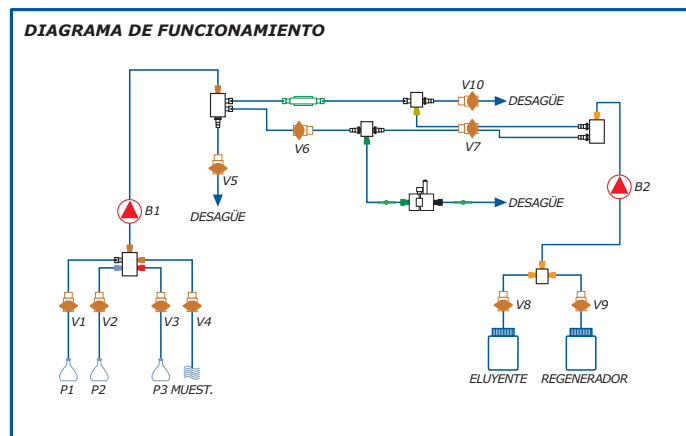 DIAGRAMA DE FUNCIONAMIENTO
V10
DESAGÜE
V6
V7
V5
DESAGÜE
B1
B2
DESAGÜE
V1
V2
V3
V4
V8
V9
P1
P2
P3
MUEST.
ELUYENTE
REGENERADOR